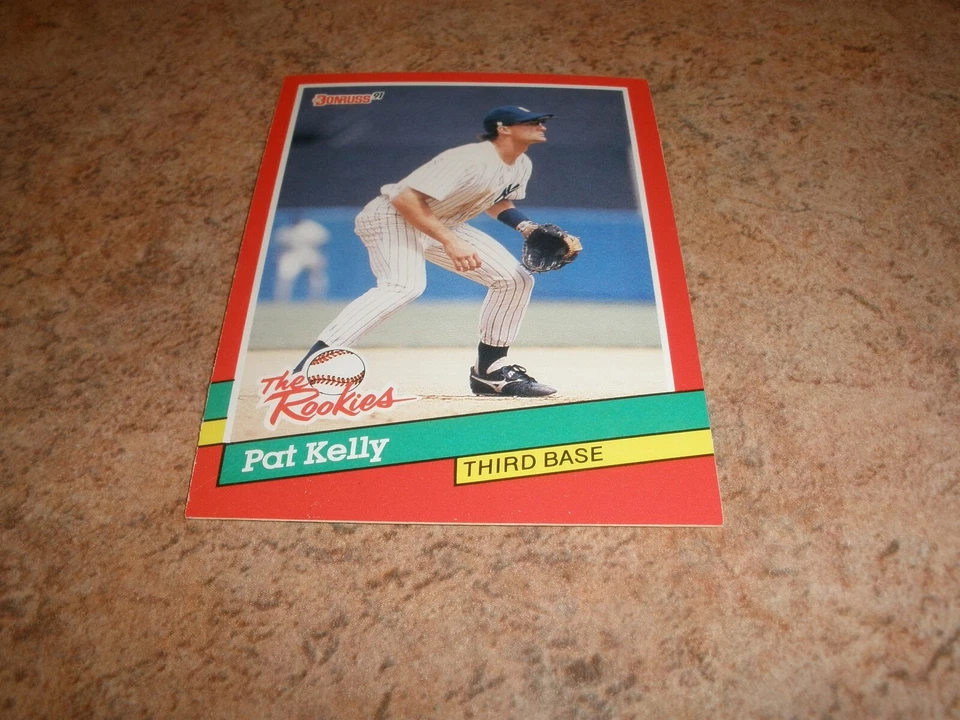 DONRUSS '91
The
Rookies
Pat Kelly
THIRD BASE